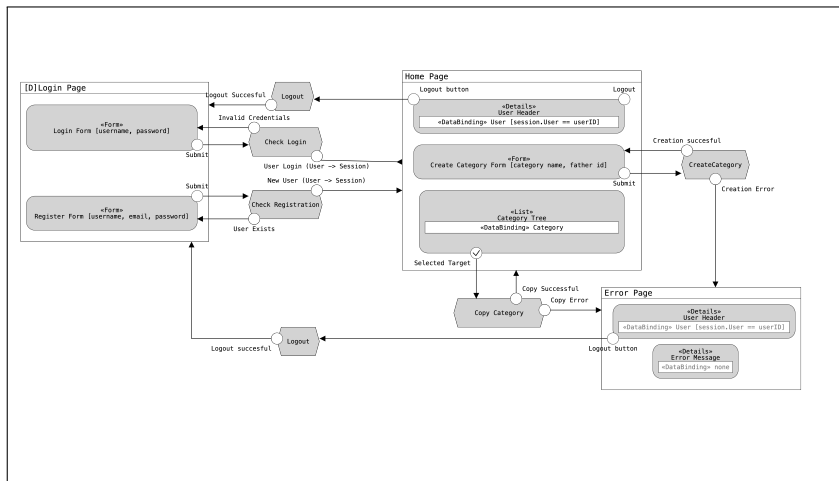 Home Page
[D]Login Page
Logout Succesful
Logout
Logout button
Logout
«Details»
User Header
«DataBinding» User [session.User == userID]
«Form»
Login Form [username, password]
Invalid Credentials
Check Login
Submit
User Login (User -> Session)
«Form»
Create Category Form [category name, father id]
Creation succesful
CreateCategory
Submit
Creation Error
New User (User -> Session)
Submit
«Form»
Register Form [username, email, password]
Check Registration
User Exists
«List»
Category Tree
«DataBinding» Category
Selected Target
Copy Successful
Copy Error
Copy Category
Error Page
«Details»
User Header
«DataBinding» User [session.User == userID]
Logout button
Logout
Logout succesful
«Details»
Error Message
«DataBinding» none